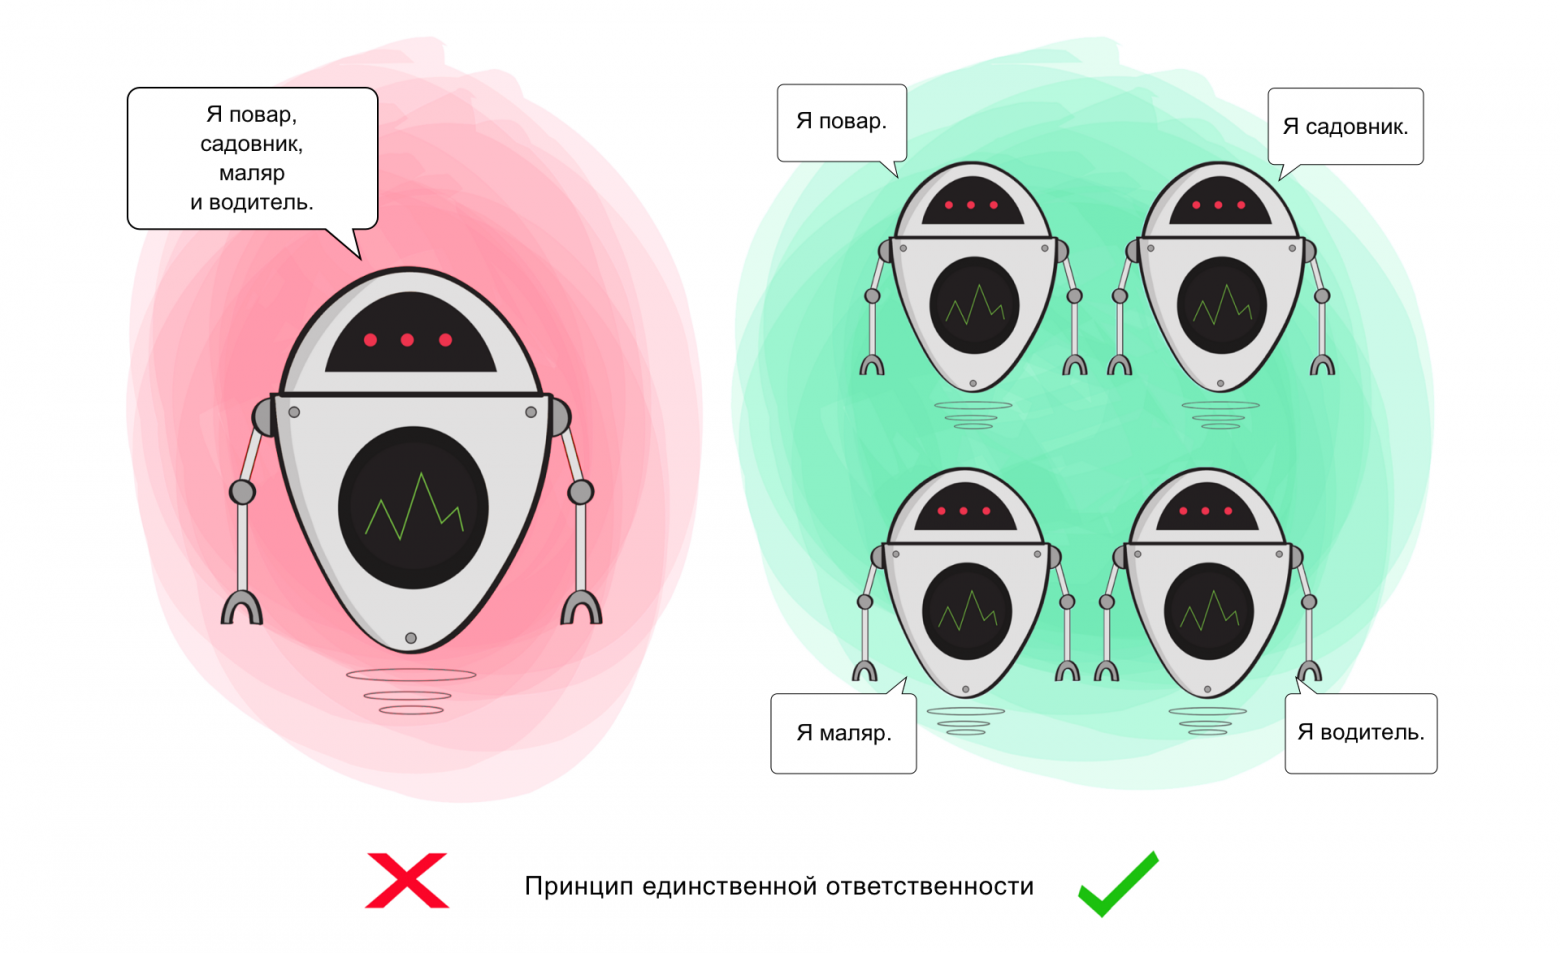 Я повар,
садовник,
маляр
и водитель.
Я повар.
Я садовник.
Я маляр.
Я водитель.
Принцип единственной ответственности